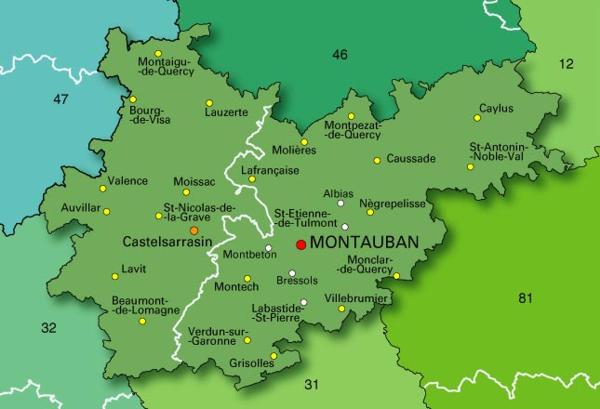 46
12
47
Montaigu-
-de-Quercy
Bourg-
-de-Visa
Lauzerte
Caylus
Montpezat-
-de-Quercy
Molières
Caussade
St-Antonin-
-Noble-Val
Lafrançaise
Valence
Moissac
Auvillar
St-Nicolas-de-
-la-Grave
Albias
Nègrepelisse
St-Etienne-
-de-Tulmont
Castelsarrasin
MONTAUBAN
Montbeton
Monclar-
-de-Quercy
Lavit
Bressols
Montech
Villebrumier
Beaumont-
-de-Lomagne
Labastide-
-St-Pierre
81
32
Verdun-sur-
-Garonne
Grisolles
31